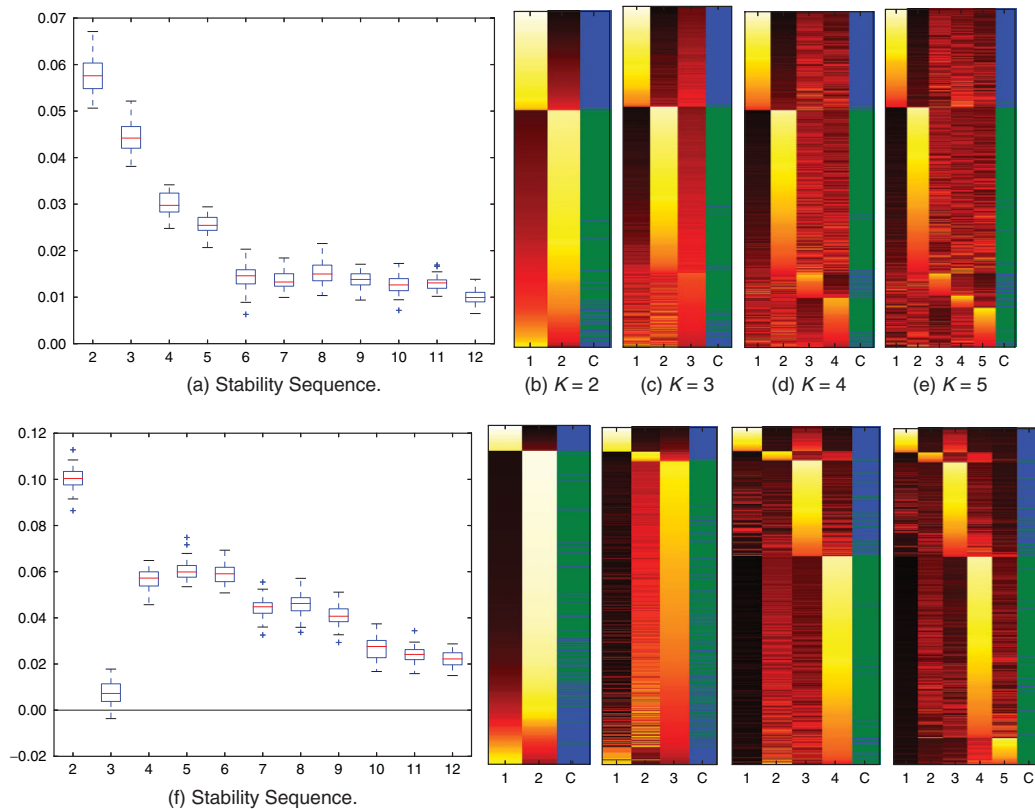 0.07
0.06
0.05
0.04
0.03
0.02
0.01
0.00
2 3 4 5 6 7 8 9 10 11 12
(a) Stability Sequence.
1 2 C
(b) K = 2
1 2 3 C
(c) K = 3
1 2 3 4 C
(d) K = 4
1 2 3 4 5 C
(e) K = 5
0.12
0.10
0.08
0.06
0.04
0.02
0.00
−0.02
2 3 4 5 6 7 8 9 10 11 12
(f) Stability Sequence.
1 2 C
1 2 3 C
1 2 3 4 C
1 2 3 4 5 C